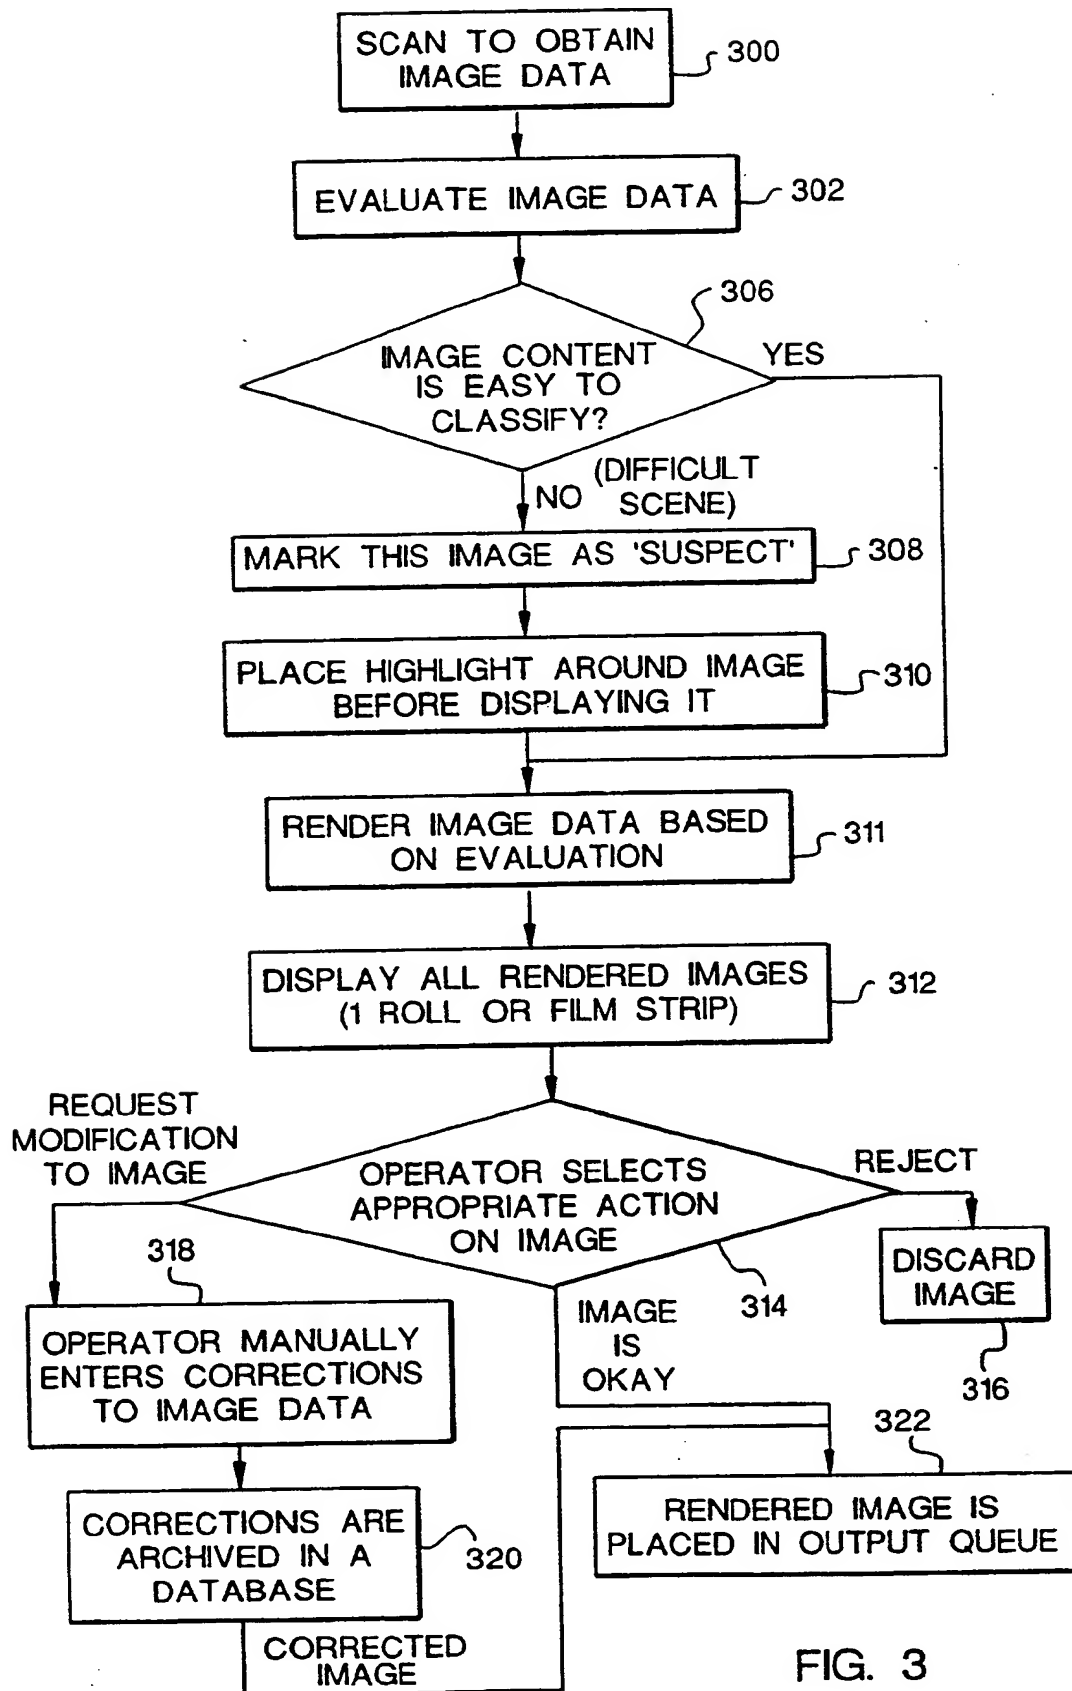 SCAN TO OBTAIN
IMAGE DATA
300
EVALUATE IMAGE DATA
302
306
IMAGE CONTENT
IS EASY TO
CLASSIFY?
YES
NO
(DIFFICULT
SCENE)
MARK THIS IMAGE AS 'SUSPECT'
308
PLACE HIGHLIGHT AROUND IMAGE
BEFORE DISPLAYING IT
310
RENDER IMAGE DATA BASED
ON EVALUATION
311
DISPLAY ALL RENDERED IMAGES
(1 ROLL OR FILM STRIP)
312
REQUEST
MODIFICATION
TO IMAGE
OPERATOR SELECTS
APPROPRIATE ACTION
ON IMAGE
REJECT
314
DISCARD
IMAGE
316
318
OPERATOR MANUALLY
ENTERS CORRECTIONS
TO IMAGE DATA
IMAGE
IS
OKAY
322
RENDERED IMAGE IS
PLACED IN OUTPUT QUEUE
CORRECTIONS ARE
ARCHIVED IN A
DATABASE
320
CORRECTED
IMAGE
FIG. 3